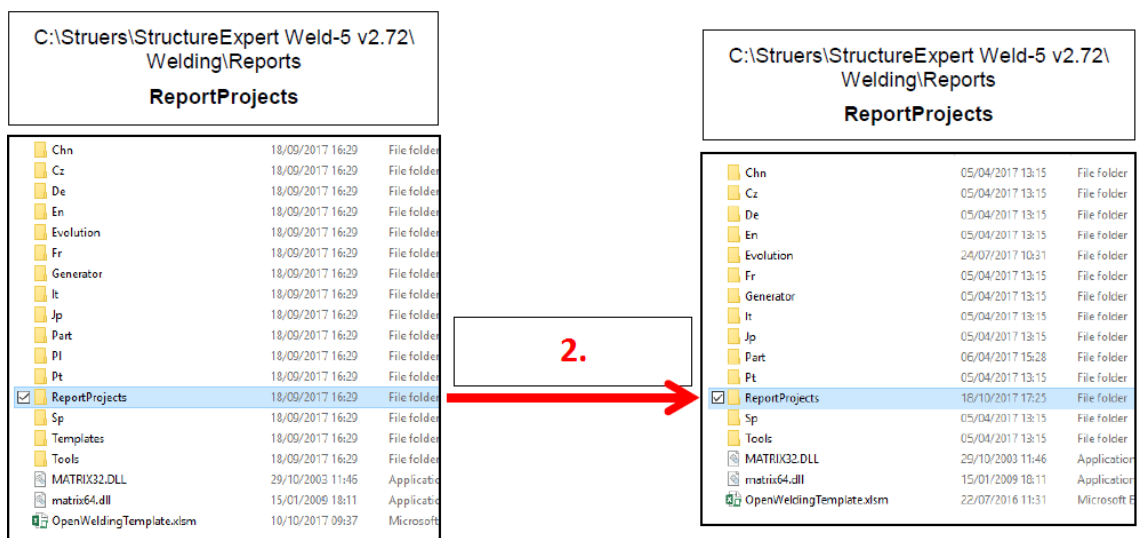 C:\Struers\StructureExpert Weld-5 v2.72\
Welding\Reports
ReportProjects
Chn 18/09/2017 16:29 File folder
Cz 18/09/2017 16:29 File folder
De 18/09/2017 16:29 File folder
En 18/09/2017 16:29 File folder
Evolution 18/09/2017 16:29 File folder
Fr 18/09/2017 16:29 File folder
Generator 18/09/2017 16:29 File folder
It 18/09/2017 16:29 File folder
Jp 18/09/2017 16:29 File folder
Part 18/09/2017 16:29 File folder
Pl 18/09/2017 16:29 File folder
Pt 18/09/2017 16:29 File folder
ReportProjects 18/09/2017 16:29 File folder
Sp 18/09/2017 16:29 File folder
Templates 18/09/2017 16:29 File folder
Tools 18/09/2017 16:29 File folder
MATRIX32.DLL 29/10/2003 11:46 Applicatic
matrix64.dll 15/01/2009 18:11 Applicatic
OpenWeldingTemplate.xlsm 10/10/2017 09:37 Microsoft
2.
C:\Struers\StructureExpert Weld-5 v2.72\
Welding\Reports
ReportProjects
Chn 05/04/2017 13:15 File folder
Cz 05/04/2017 13:15 File folder
De 05/04/2017 13:15 File folder
En 05/04/2017 13:15 File folder
Evolution 24/07/2017 10:31 File folder
Fr 05/04/2017 13:15 File folder
Generator 05/04/2017 13:15 File folder
It 05/04/2017 13:15 File folder
Jp 05/04/2017 13:15 File folder
Part 06/04/2017 15:28 File folder
Pt 05/04/2017 13:15 File folder
ReportProjects 18/10/2017 17:25 File folder
Sp 05/04/2017 13:15 File folder
Tools 05/04/2017 13:15 File folder
MATRIX32.DLL 29/10/2003 11:46 Application
matrix64.dll 15/01/2009 18:11 Application
OpenWeldingTemplate.xlsm 22/07/2016 11:31 Microsoft E